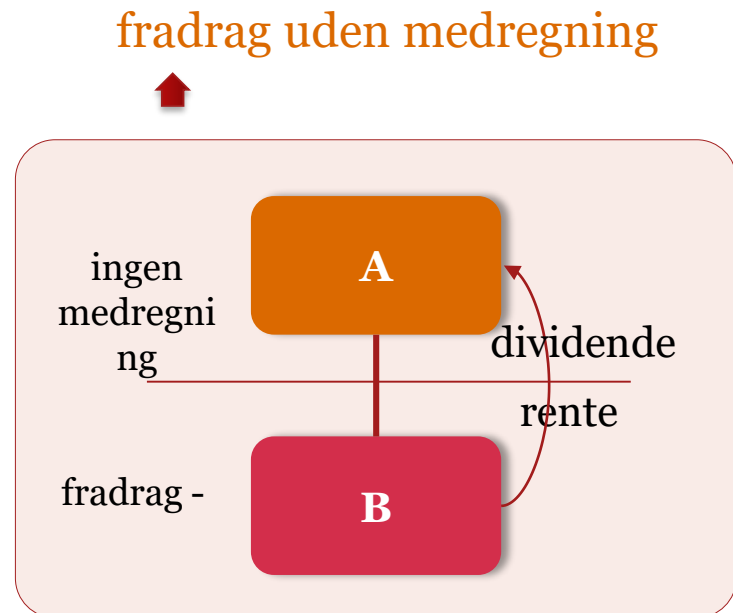 fradrag uden medregning
A
ingen
medregni
ng
dividende
rente
fradrag -
B